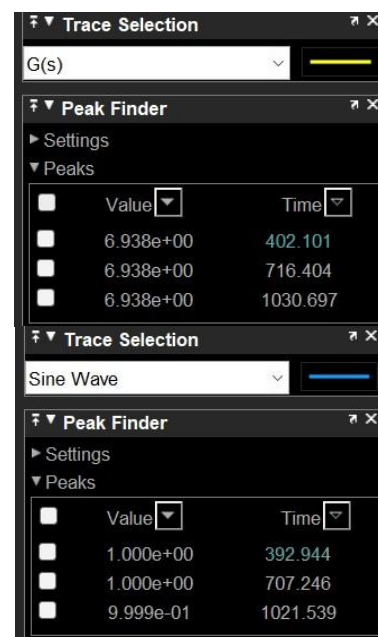 Trace Selection
G(s)
Peak Finder
Settings
Peaks
Value Time
6.938e+00 402.101
6.938e+00 716.404
6.938e+00 1030.697
Trace Selection
Sine Wave
Peak Finder
Settings
Peaks
Value Time
1.000e+00 392.944
1.000e+00 707.246
9.999e-01 1021.539